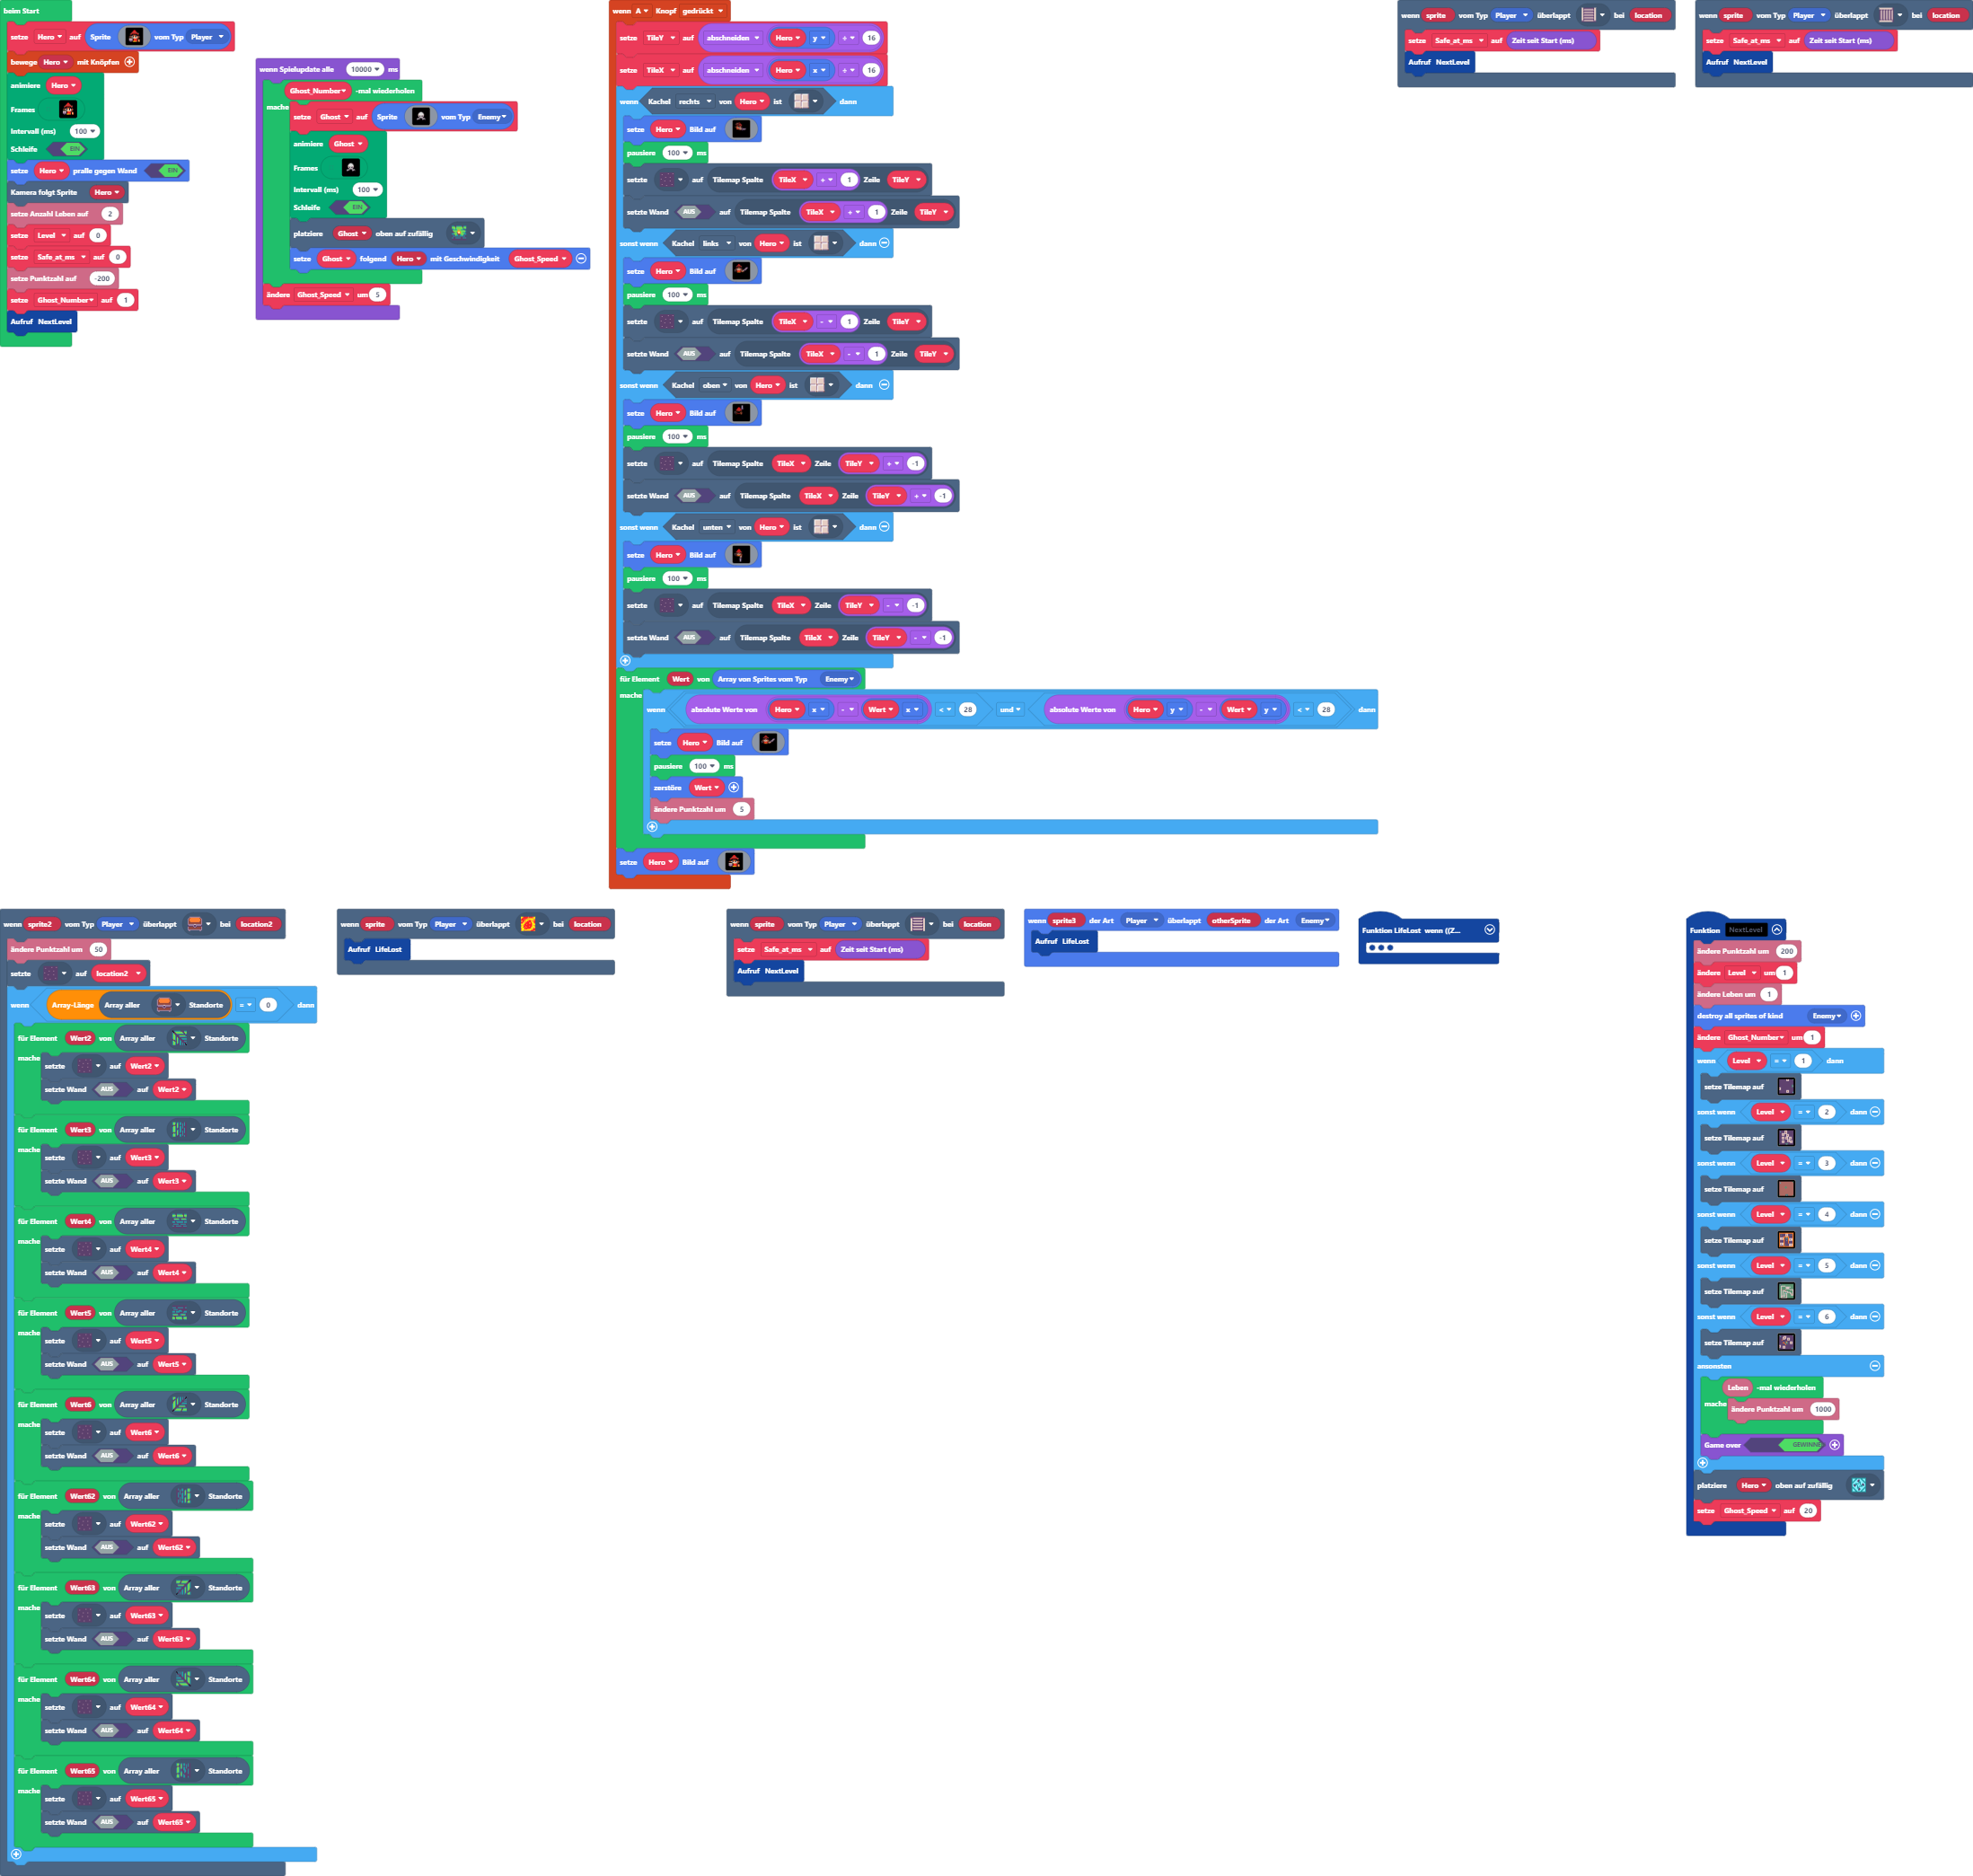 beim Start
setze Hero auf Sprite vom Typ Player
bewege Hero mit Knöpfen
animiere Hero
Frames
Intervall (ms) 100
Schleife EIN
setze Hero pralle gegen Wand EIN
Kamera folgt Sprite Hero
setze Anzahl Leben auf 2
setze Level auf 0
setze Safe_at_ms auf 0
setze Punktzahl auf -200
setze Ghost_Number auf 1
Aufruf NextLevel
wenn Spielupdate alle 10000 ms
Ghost_Number -mal wiederholen
mache
setze Ghost auf Sprite vom Typ Enemy
animiere Ghost
Frames
Intervall (ms) 100
Schleife EIN
platziere Ghost oben auf zufällig
setze Ghost folgend Hero mit Geschwindigkeit Ghost_Speed
ändere Ghost_Speed um 5
wenn A Knopf gedrückt
setze TileY auf abschneiden Hero y ÷ 16
setze TileX auf abschneiden Hero x ÷ 16
wenn Kachel rechts von Hero ist dann
setze Hero Bild auf
pausiere 100 ms
setzte auf Tilemap Spalte TileX + 1 Zeile TileY
setzte Wand AUS auf Tilemap Spalte TileX + 1 Zeile TileY
sonst wenn Kachel links von Hero ist dann
setze Hero Bild auf
pausiere 100 ms
setzte auf Tilemap Spalte TileX - 1 Zeile TileY
setzte Wand AUS auf Tilemap Spalte TileX - 1 Zeile TileY
sonst wenn Kachel oben von Hero ist dann
setze Hero Bild auf
pausiere 100 ms
setzte auf Tilemap Spalte TileX Zeile TileY + -1
setzte Wand AUS auf Tilemap Spalte TileX Zeile TileY + -1
sonst wenn Kachel unten von Hero ist dann
setze Hero Bild auf
pausiere 100 ms
setzte auf Tilemap Spalte TileX Zeile TileY - -1
setzte Wand AUS auf Tilemap Spalte TileX Zeile TileY - -1
für Element Wert von Array von Sprites vom Typ Enemy
mache
wenn absolute Werte von Hero x - Wert x < 28 und absolute Werte von Hero y - Wert y < 28 dann
setze Hero Bild auf
pausiere 100 ms
zerstöre Wert
ändere Punktzahl um 5
setze Hero Bild auf
wenn sprite vom Typ Player überlappt bei location
setze Safe_at_ms auf Zeit seit Start (ms)
Aufruf NextLevel
wenn sprite vom Typ Player überlappt bei location
setze Safe_at_ms auf Zeit seit Start (ms)
Aufruf NextLevel
wenn sprite2 vom Typ Player überlappt bei location2
ändere Punktzahl um 50
setzte auf location2
wenn Array-Länge Array aller Standorte = 0 dann
für Element Wert2 von Array aller Standorte
mache
setzte auf Wert2
setzte Wand AUS auf Wert2
für Element Wert3 von Array aller Standorte
mache
setzte auf Wert3
setzte Wand AUS auf Wert3
für Element Wert4 von Array aller Standorte
mache
setzte auf Wert4
setzte Wand AUS auf Wert4
für Element Wert5 von Array aller Standorte
mache
setzte auf Wert5
setzte Wand AUS auf Wert5
für Element Wert6 von Array aller Standorte
mache
setzte auf Wert6
setzte Wand AUS auf Wert6
für Element Wert62 von Array aller Standorte
mache
setzte auf Wert62
setzte Wand AUS auf Wert62
für Element Wert63 von Array aller Standorte
mache
setzte auf Wert63
setzte Wand AUS auf Wert63
für Element Wert64 von Array aller Standorte
mache
setzte auf Wert64
setzte Wand AUS auf Wert64
für Element Wert65 von Array aller Standorte
mache
setzte auf Wert65
setzte Wand AUS auf Wert65
wenn sprite vom Typ Player überlappt bei location
Aufruf LifeLost
wenn sprite vom Typ Player überlappt bei location
setze Safe_at_ms auf Zeit seit Start (ms)
Aufruf NextLevel
wenn sprite3 der Art Player überlappt otherSprite der Art Enemy
Aufruf LifeLost
Funktion LifeLost wenn ((Z...
Funktion NextLevel
ändere Punktzahl um 200
ändere Level um 1
ändere Leben um 1
destroy all sprites of kind Enemy
ändere Ghost_Number um 1
wenn Level = 1 dann
setze Tilemap auf
sonst wenn Level = 2 dann
setze Tilemap auf
sonst wenn Level = 3 dann
setze Tilemap auf
sonst wenn Level = 4 dann
setze Tilemap auf
sonst wenn Level = 5 dann
setze Tilemap auf
sonst wenn Level = 6 dann
setze Tilemap auf
ansonsten
Leben -mal wiederholen
mache
ändere Punktzahl um 1000
Game over GEWINNE
platziere Hero oben auf zufällig
setze Ghost_Speed auf 20